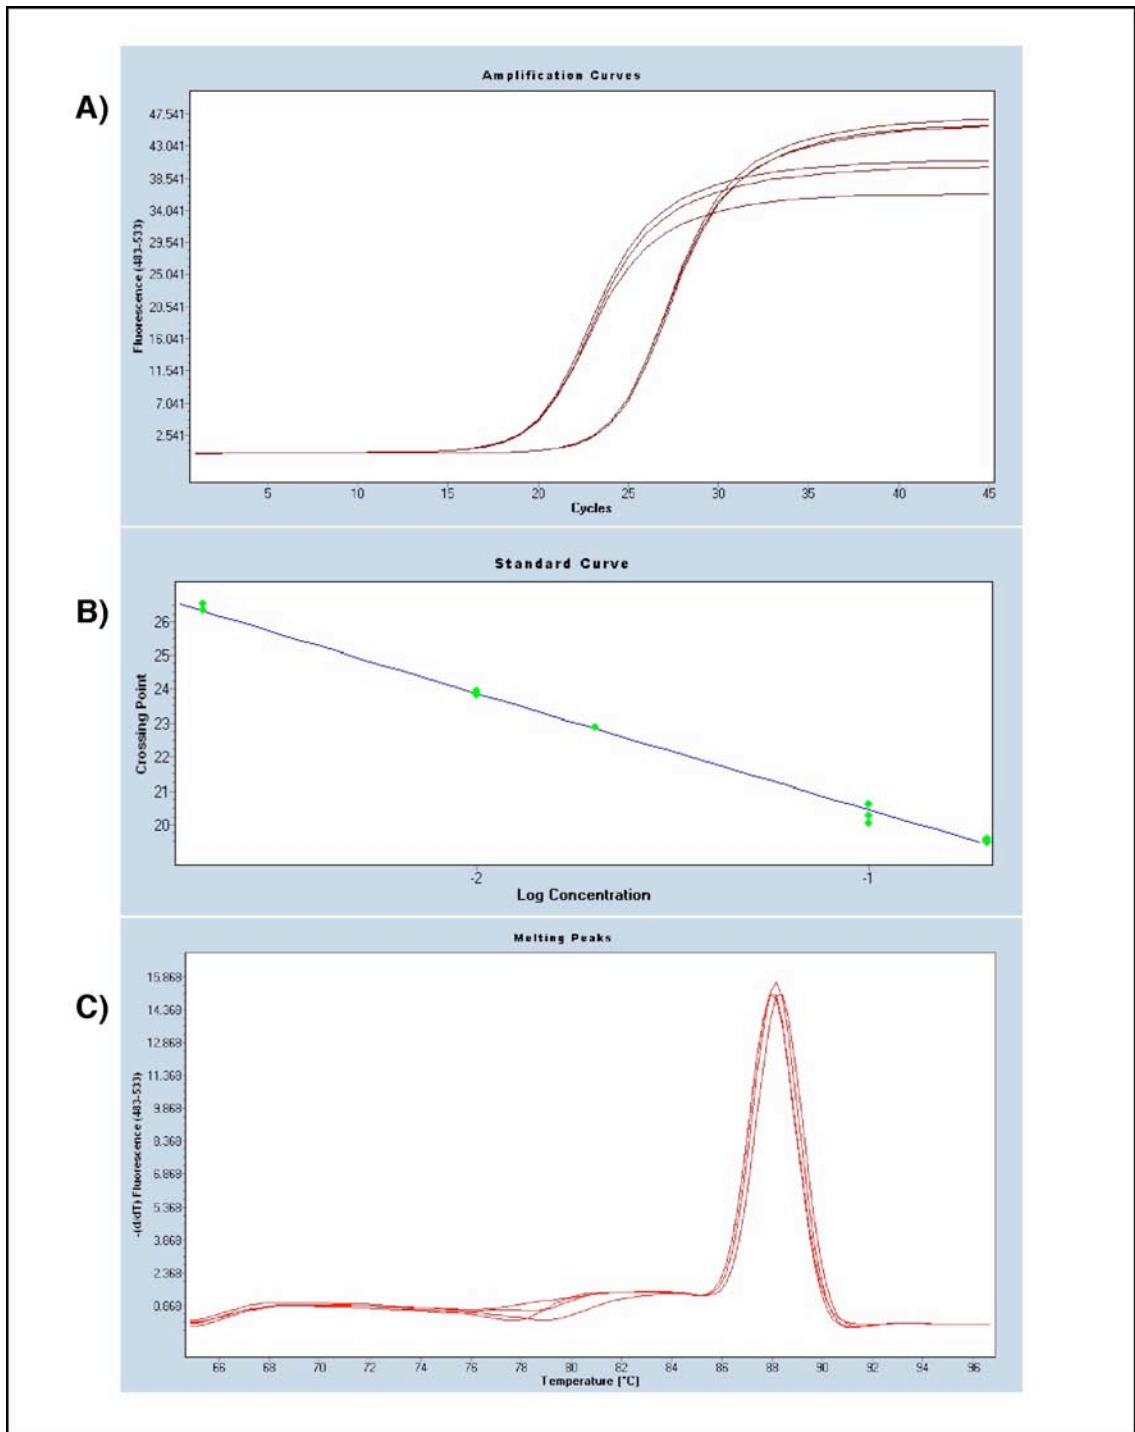 A)
Amplification Curves
Fluorescence (483-533)
47.541
43.041
38.541
34.041
29.541
25.041
20.541
16.041
11.541
7.041
2.541
5 10 15 20 25 30 35 40 45
Cycles
B)
Standard Curve
Crossing Point
26
25
24
23
22
21
20
-2 -1
Log Concentration
C)
Melting Peaks
-(d/dT) Fluorescence (483-533)
15.868
14.368
12.868
11.368
9.868
8.368
6.868
5.368
3.868
2.368
0.868
66 68 70 72 74 76 78 80 82 84 86 88 90 92 94 96
Temperature [°C]